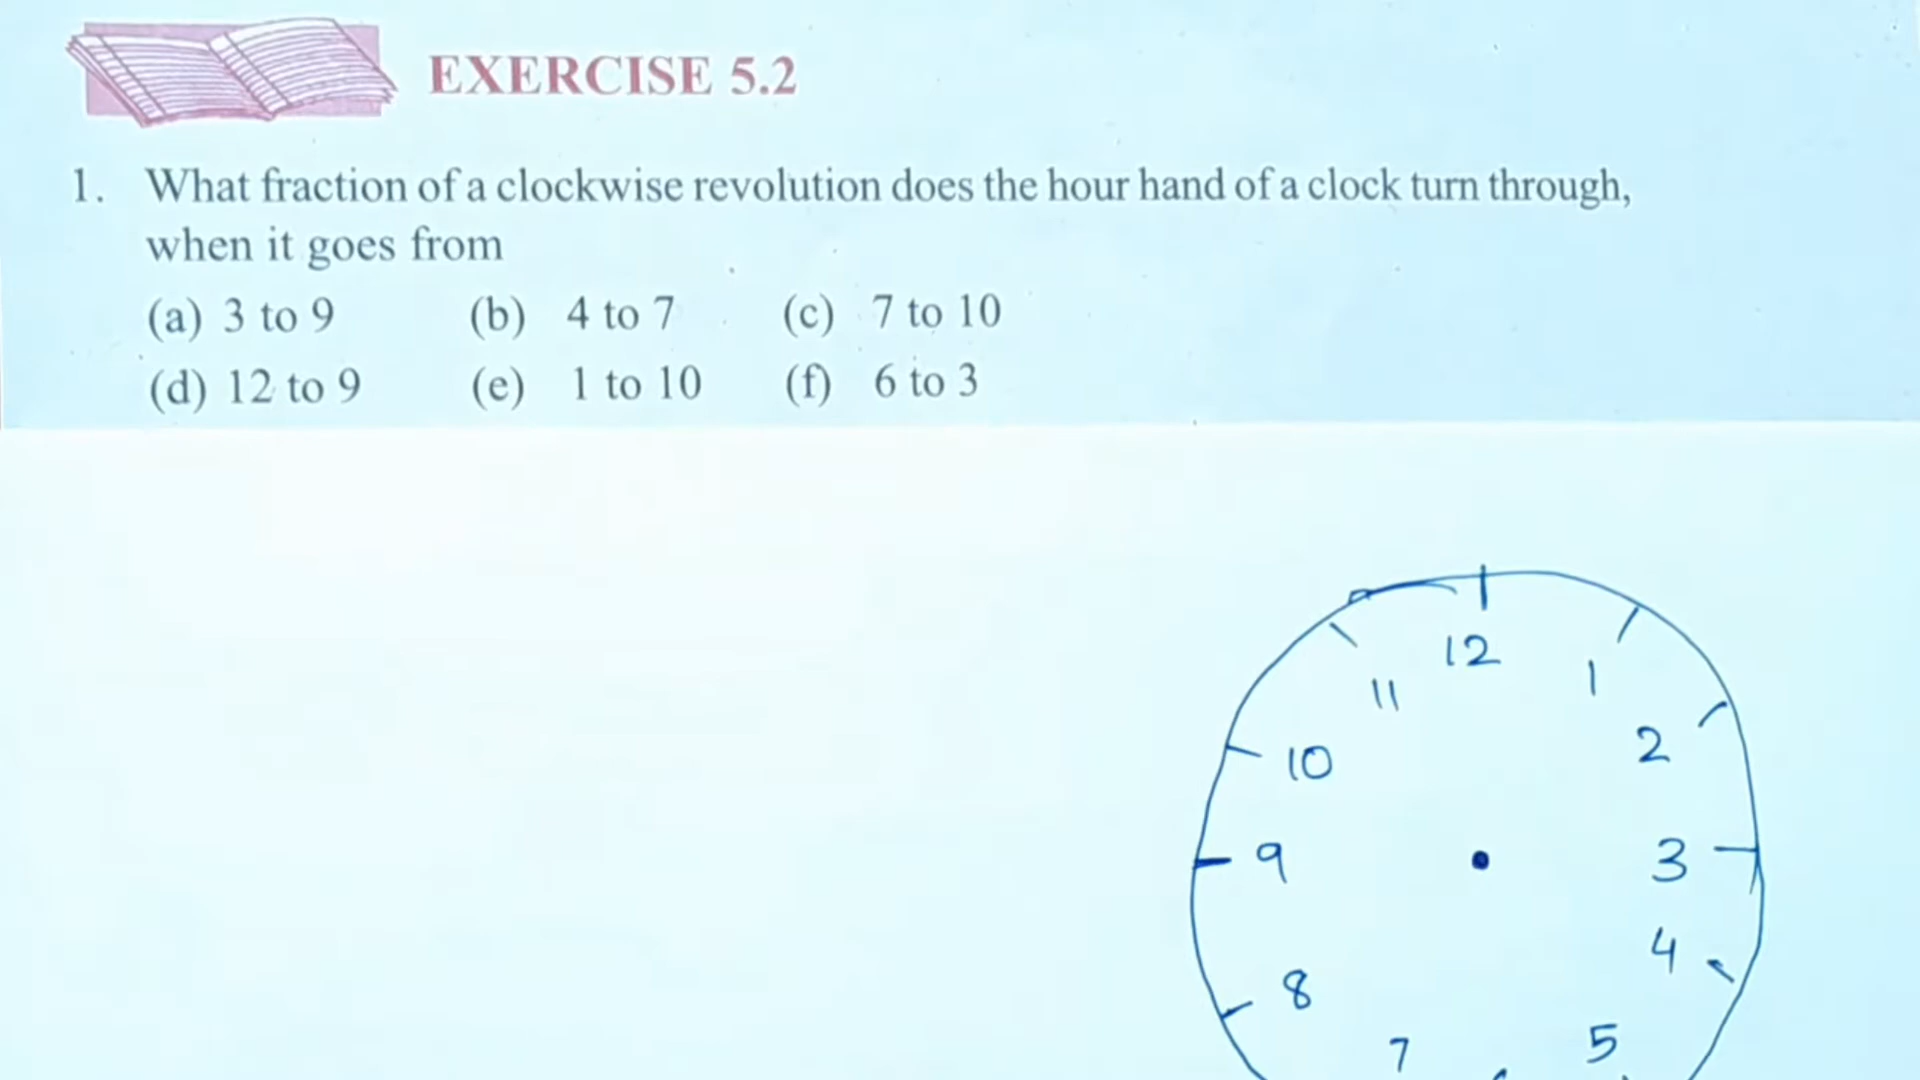 EXERCISE 5.2
1. What fraction of a clockwise revolution does the hour hand of a clock turn through,
when it goes from
(a) 3 to 9 (b) 4 to 7 (c) 7 to 10
(d) 12 to 9 (e) 1 to 10 (f) 6 to 3
12
1
11
2
10
3
9
4
8
5
7